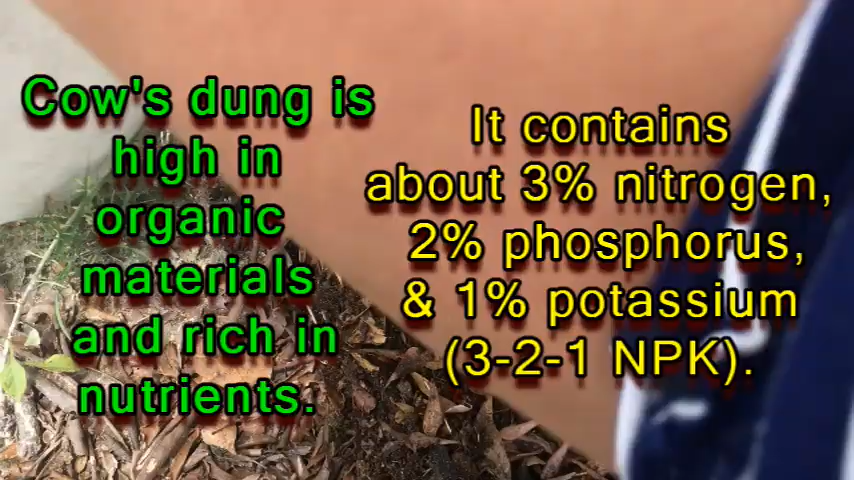 Cow's dung is
high in
organic
materials
and rich in
nutrients.
It contains
about 3% nitrogen,
2% phosphorus,
& 1% potassium
(3-2-1 NPK).